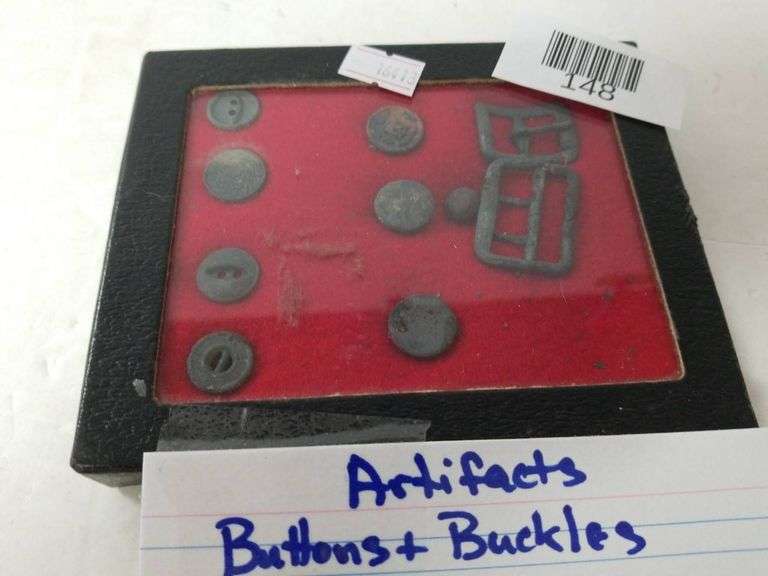 148
Artifacts
Buttons + Buckles